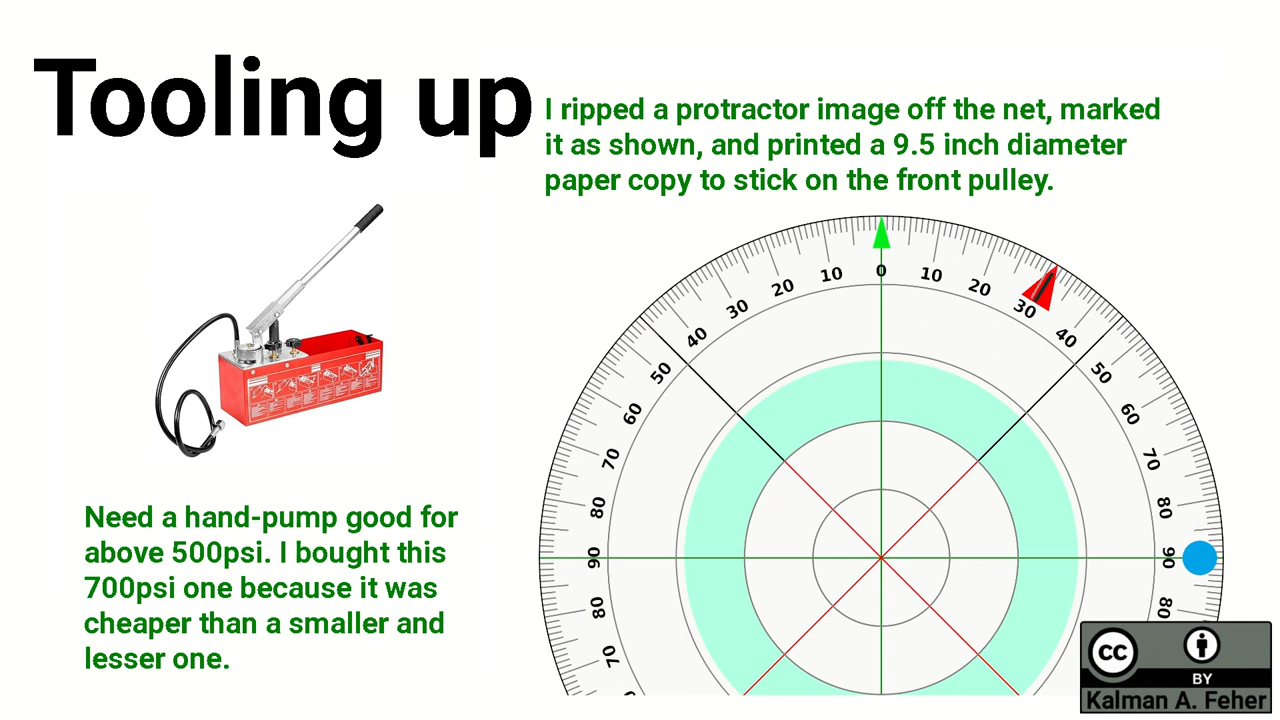 Tooling up
I ripped a protractor image off the net, marked
it as shown, and printed a 9.5 inch diameter
paper copy to stick on the front pulley.
Need a hand-pump good for
above 500psi. I bought this
700psi one because it was
cheaper than a smaller and
lesser one.
0
10
20
30
40
50
60
70
80
90
80
10
20
30
40
50
60
70
80
90
80
70
cc
BY
Kalman A. Feher